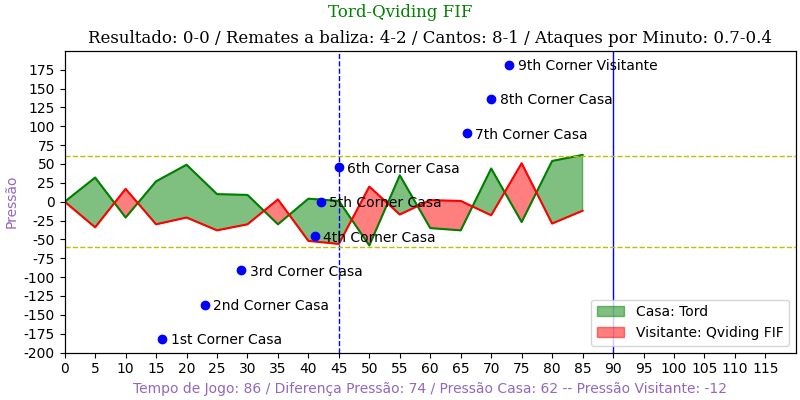 Tord-Qviding FIF
Resultado: 0-0 / Remates a baliza: 4-2 / Cantos: 8-1 / Ataques por Minuto: 0.7-0.4
Pressão
175
150
125
100
75
50
25
0
-25
-50
-75
-100
-125
-150
-175
-200
9th Corner Visitante
8th Corner Casa
7th Corner Casa
6th Corner Casa
5th Corner Casa
4th Corner Casa
3rd Corner Casa
2nd Corner Casa
1st Corner Casa
Casa: Tord
Visitante: Qviding FIF
0 5 10 15 20 25 30 35 40 45 50 55 60 65 70 75 80 85 90 95 100 105 110 115
Tempo de Jogo: 86 / Diferença Pressão: 74 / Pressão Casa: 62 -- Pressão Visitante: -12